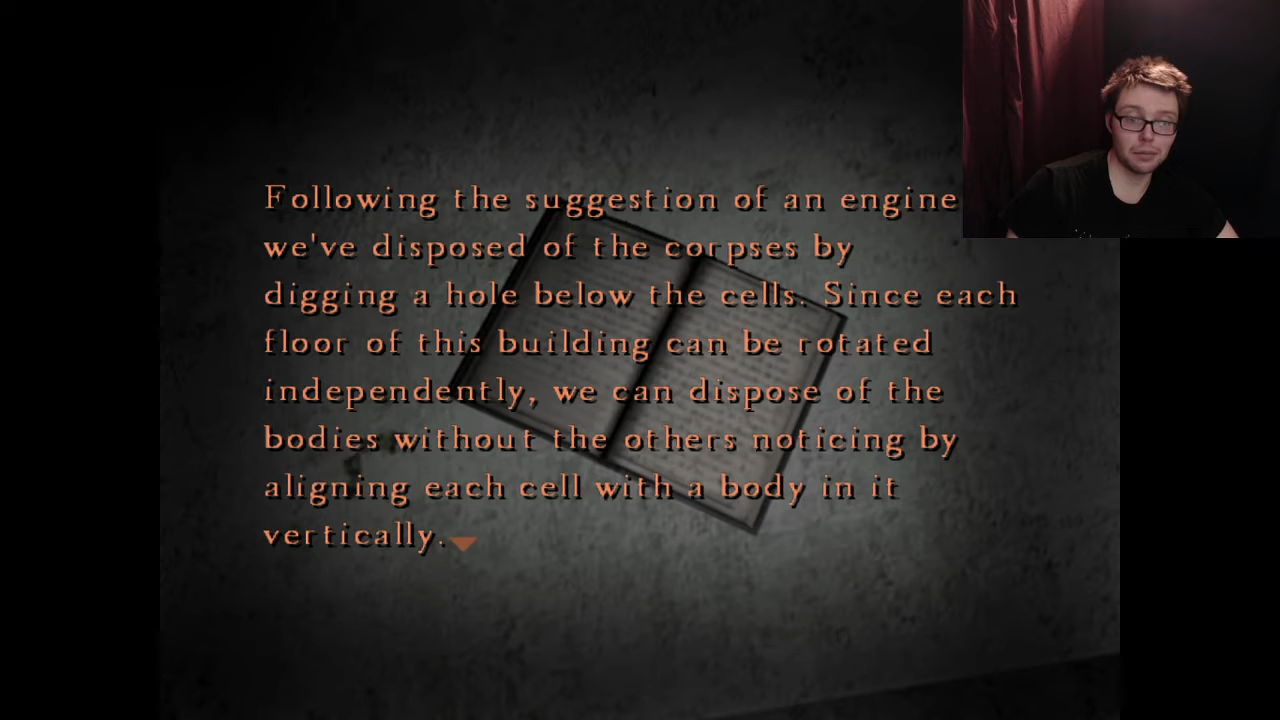 Following the suggestion of an engine
we've disposed of the corpses by
digging a hole below the cells. Since each
floor of this building can be rotated
independently, we can dispose of the
bodies without the others noticing by
aligning each cell with a body in it
vertically.